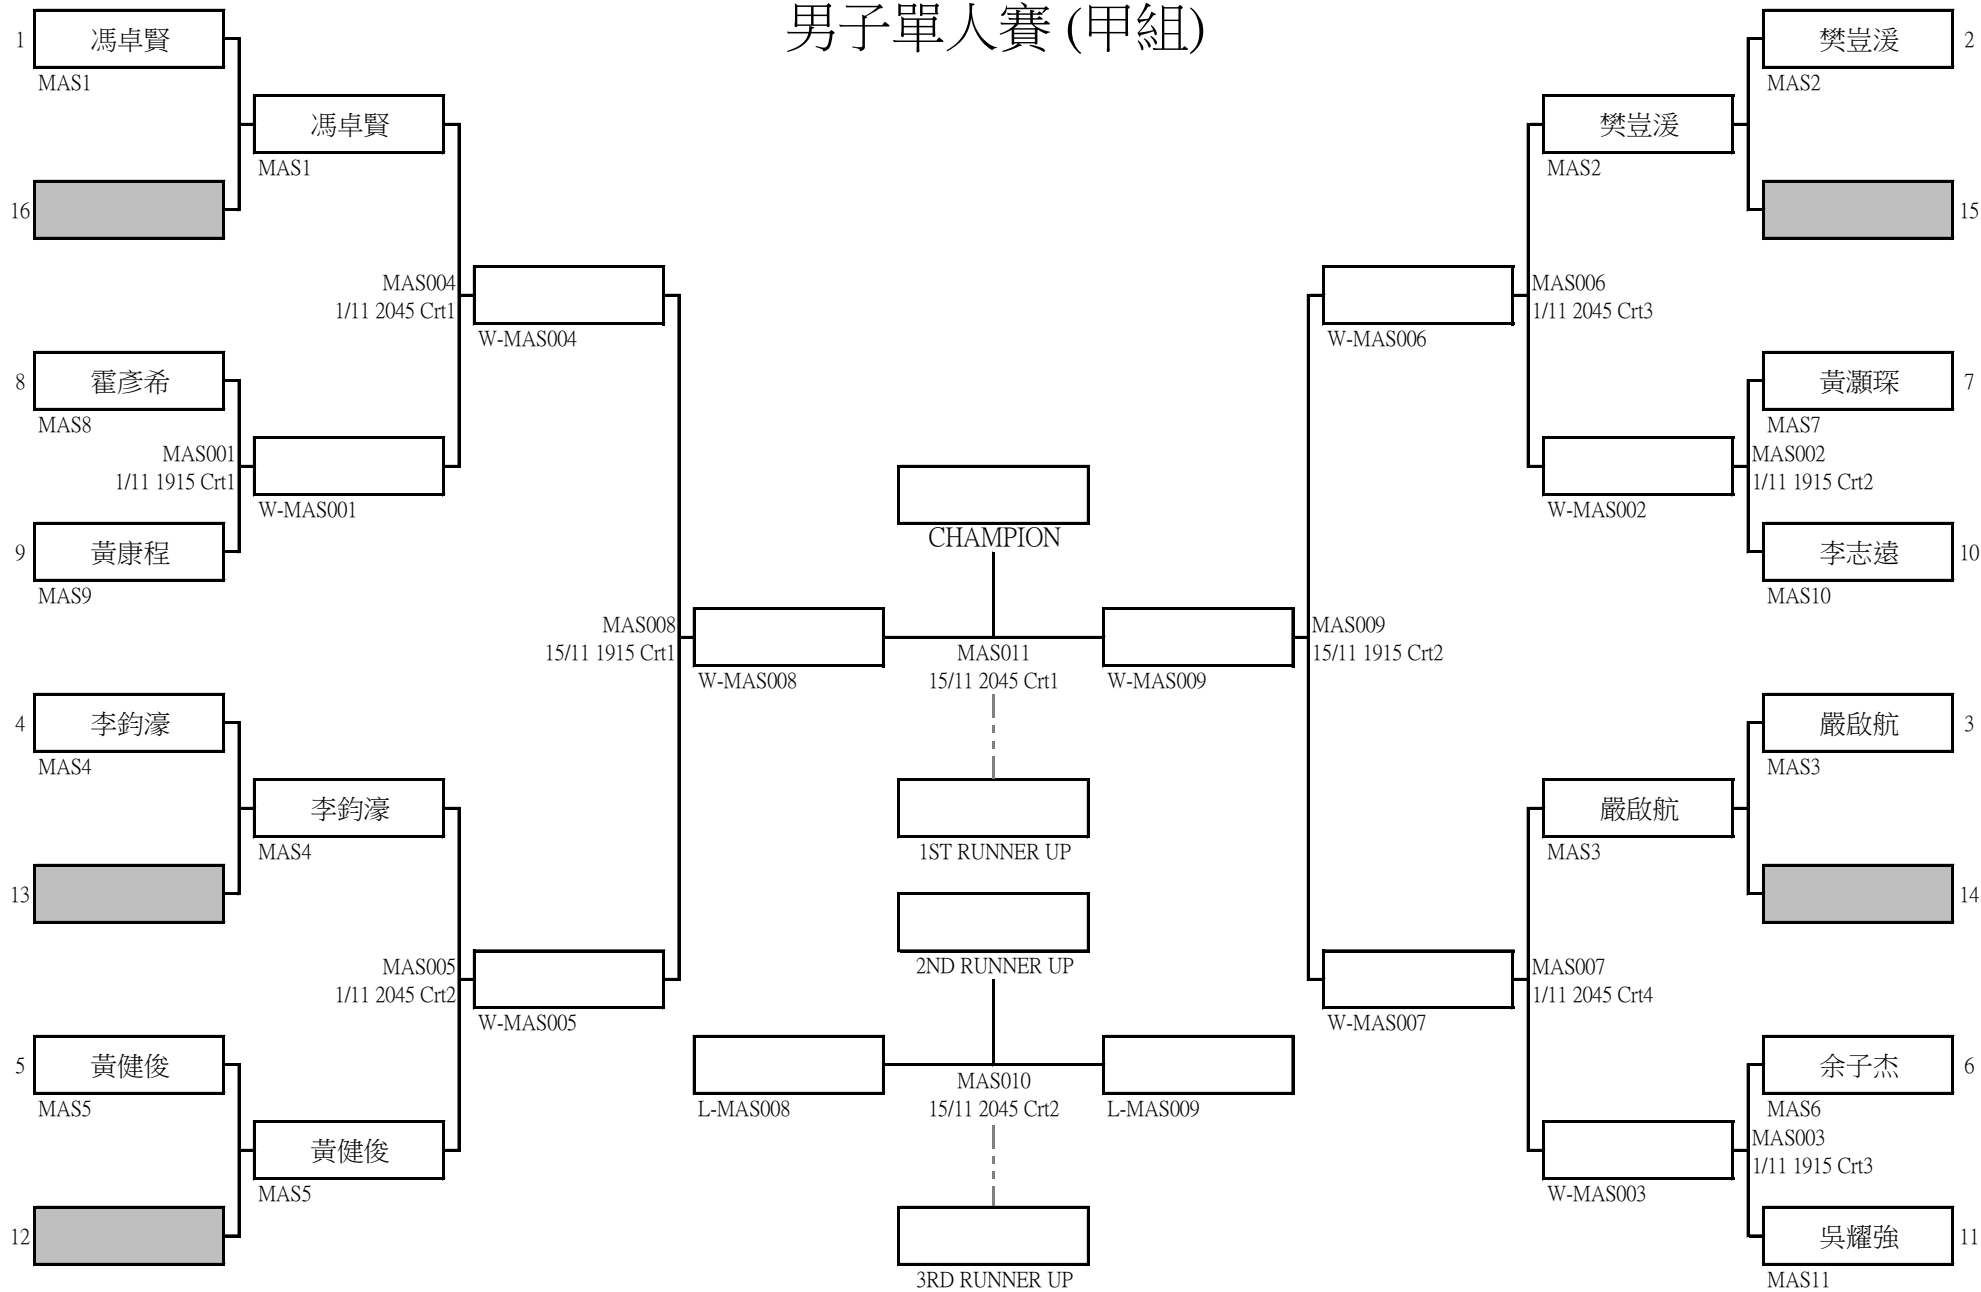 男子單人賽 (甲組)
1
馮卓賢
MAS1
馮卓賢
MAS1
16
MAS004
1/11 2045 Crt1
W-MAS004
8
霍彥希
MAS8
MAS001
1/11 1915 Crt1
W-MAS001
9
黃康程
MAS9
MAS008
15/11 1915 Crt1
W-MAS008
4
李鈞濠
MAS4
李鈞濠
MAS4
13
MAS005
1/11 2045 Crt2
W-MAS005
5
黃健俊
MAS5
黃健俊
MAS5
12
CHAMPION
MAS011
15/11 2045 Crt1
1ST RUNNER UP
2ND RUNNER UP
L-MAS008
MAS010
15/11 2045 Crt2
L-MAS009
3RD RUNNER UP
樊豈湲
2
MAS2
樊豈湲
MAS2
15
MAS006
1/11 2045 Crt3
W-MAS006
黃灝琛
7
MAS7
MAS002
1/11 1915 Crt2
W-MAS002
李志遠
10
MAS10
MAS009
15/11 1915 Crt2
W-MAS009
嚴啟航
3
MAS3
嚴啟航
MAS3
14
MAS007
1/11 2045 Crt4
W-MAS007
余子杰
6
MAS6
MAS003
1/11 1915 Crt3
W-MAS003
吳耀強
11
MAS11